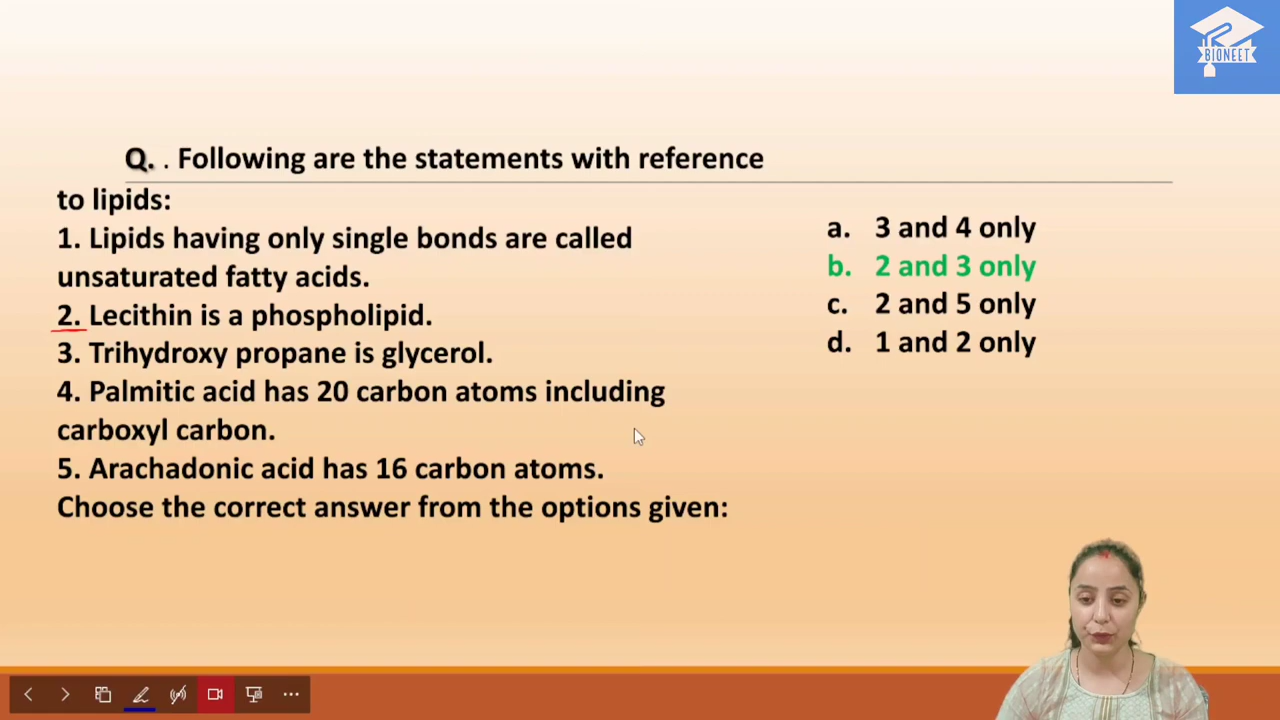 BIONEET
Q. . Following are the statements with reference
to lipids:
1. Lipids having only single bonds are called
unsaturated fatty acids.
2. Lecithin is a phospholipid.
3. Trihydroxy propane is glycerol.
4. Palmitic acid has 20 carbon atoms including
carboxyl carbon.
5. Arachadonic acid has 16 carbon atoms.
Choose the correct answer from the options given:
a. 3 and 4 only
b. 2 and 3 only
c. 2 and 5 only
d. 1 and 2 only